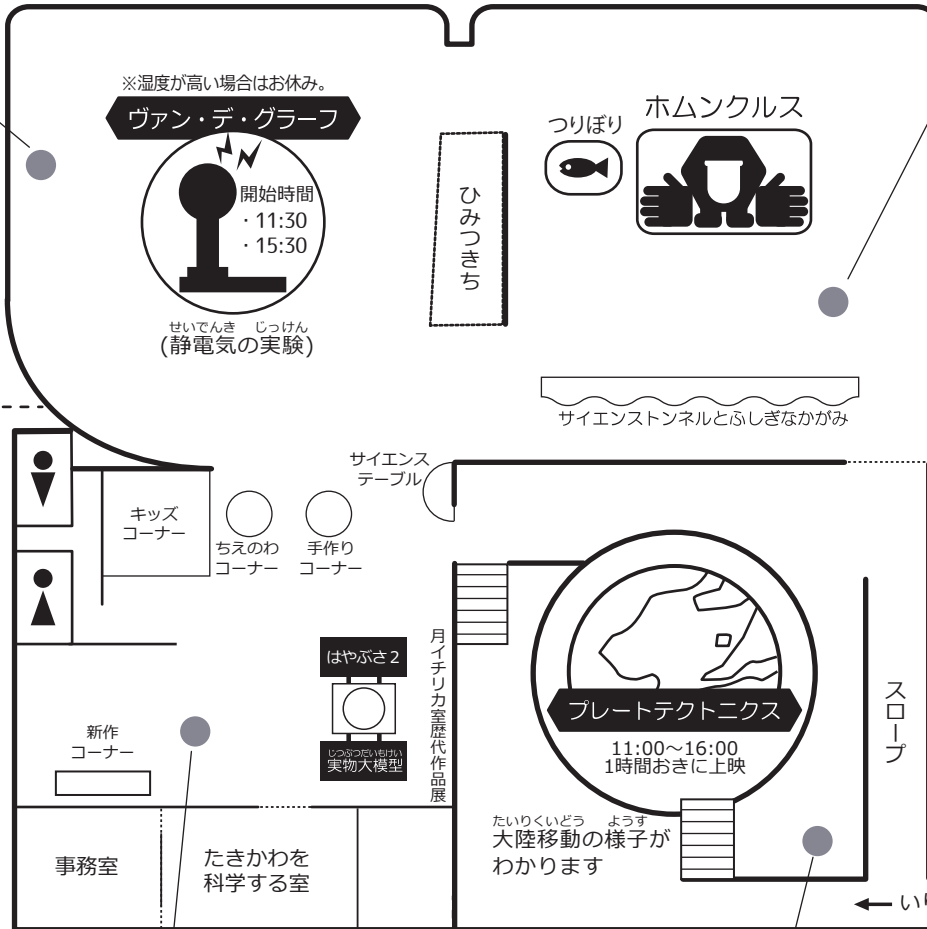 ※湿度が高い場合はお休み。
ヴァン・デ・グラーフ
開始時間
・11:30
・15:30
せいでんき じっけん
(静電気の実験)
ひみつきち
つりぼり
ホムンクルス
サイエンストンネルとふしぎなかがみ
サイエンス
テーブル
キッズ
コーナー
ちえのわ
コーナー
手作り
コーナー
はやぶさ2
じつぶつだいもけい
実物大模型
月イチリカ室歴代作品展
新作
コーナー
プレートテクトニクス
11:00～16:00
1時間おきに上映
たいりくいどう ようす
大陸移動の様子が
わかります
スロープ
事務室
たきかわを
科学する室
← いり